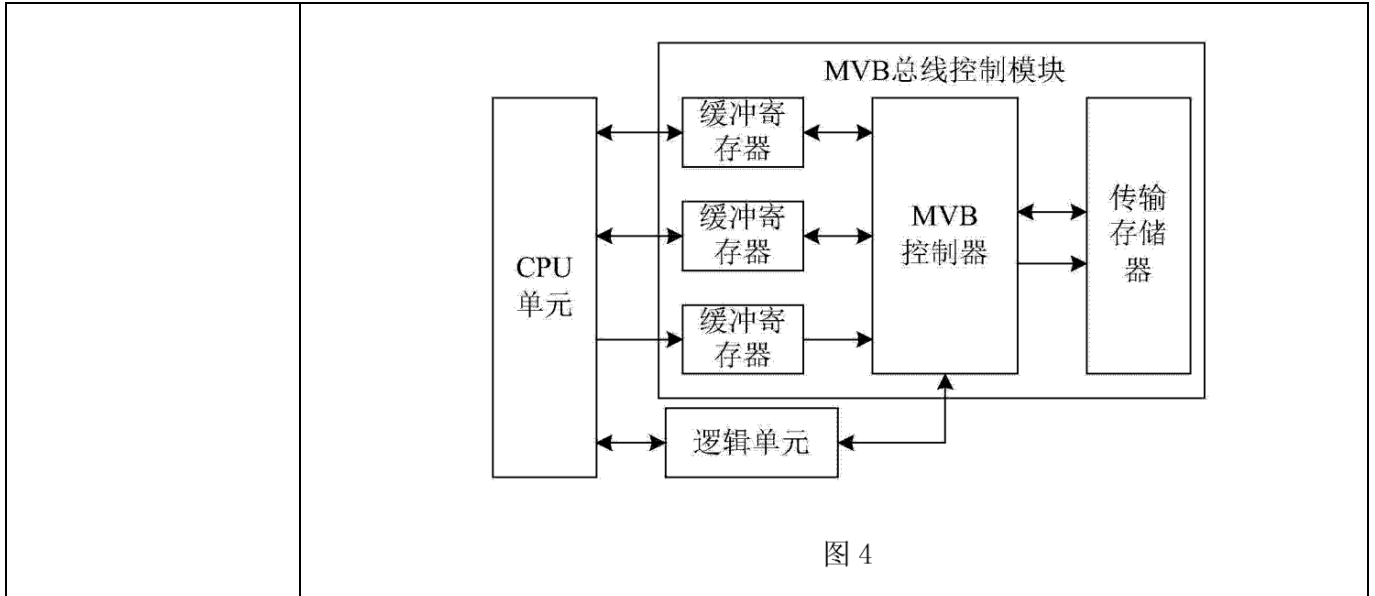 MVB总线控制模块
缓冲寄
存器
缓冲寄
存器
缓冲寄
存器
CPU
单元
MVB
控制器
传输
存储
器
逻辑单元
图 4